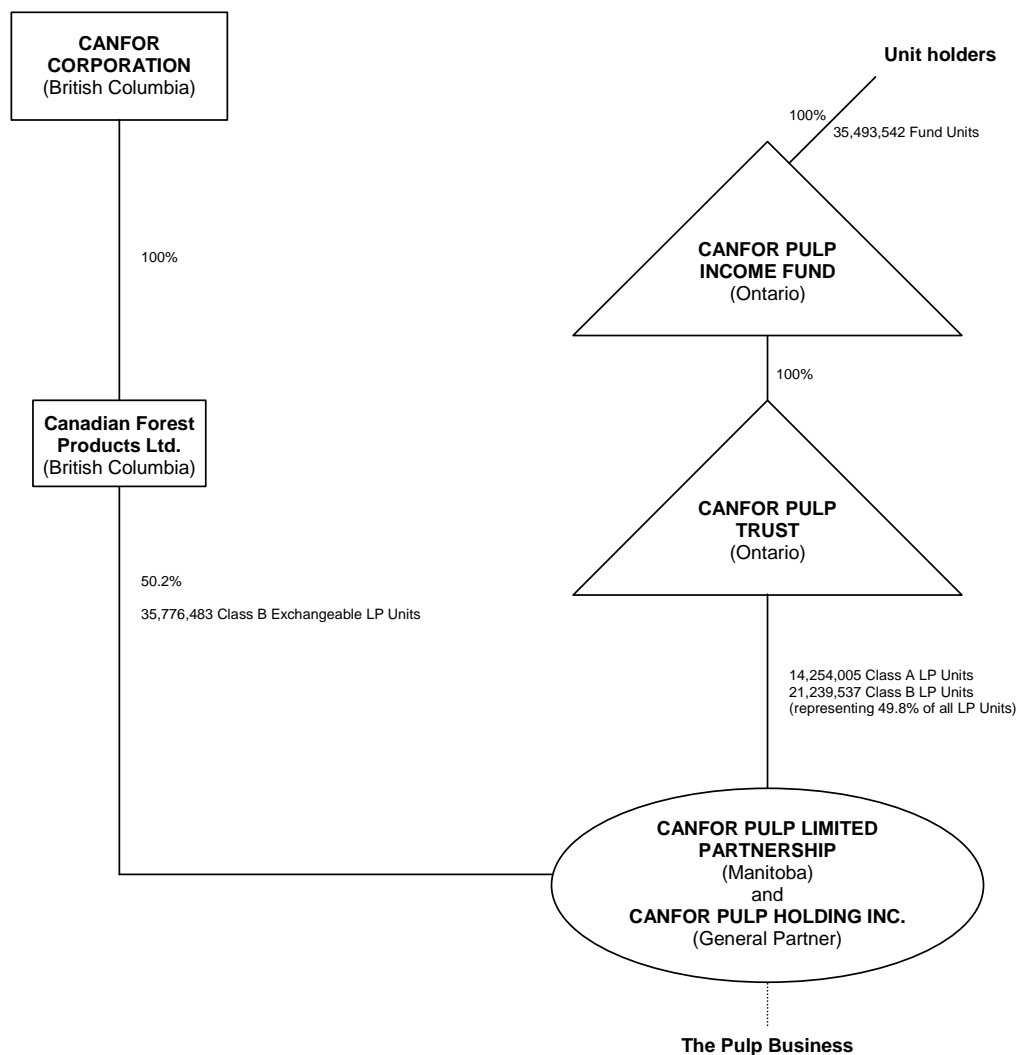 CANFOR
CORPORATION
(British Columbia)
Unit holders
100%
35,493,542 Fund Units
CANFOR PULP
INCOME FUND
(Ontario)
100%
100%
Canadian Forest
Products Ltd.
(British Columbia)
CANFOR PULP
TRUST
(Ontario)
50.2%
35,776,483 Class B Exchangeable LP Units
14,254,005 Class A LP Units
21,239,537 Class B LP Units
(representing 49.8% of all LP Units)
CANFOR PULP LIMITED
PARTNERSHIP
(Manitoba)
and
CANFOR PULP HOLDING INC.
(General Partner)
The Pulp Business